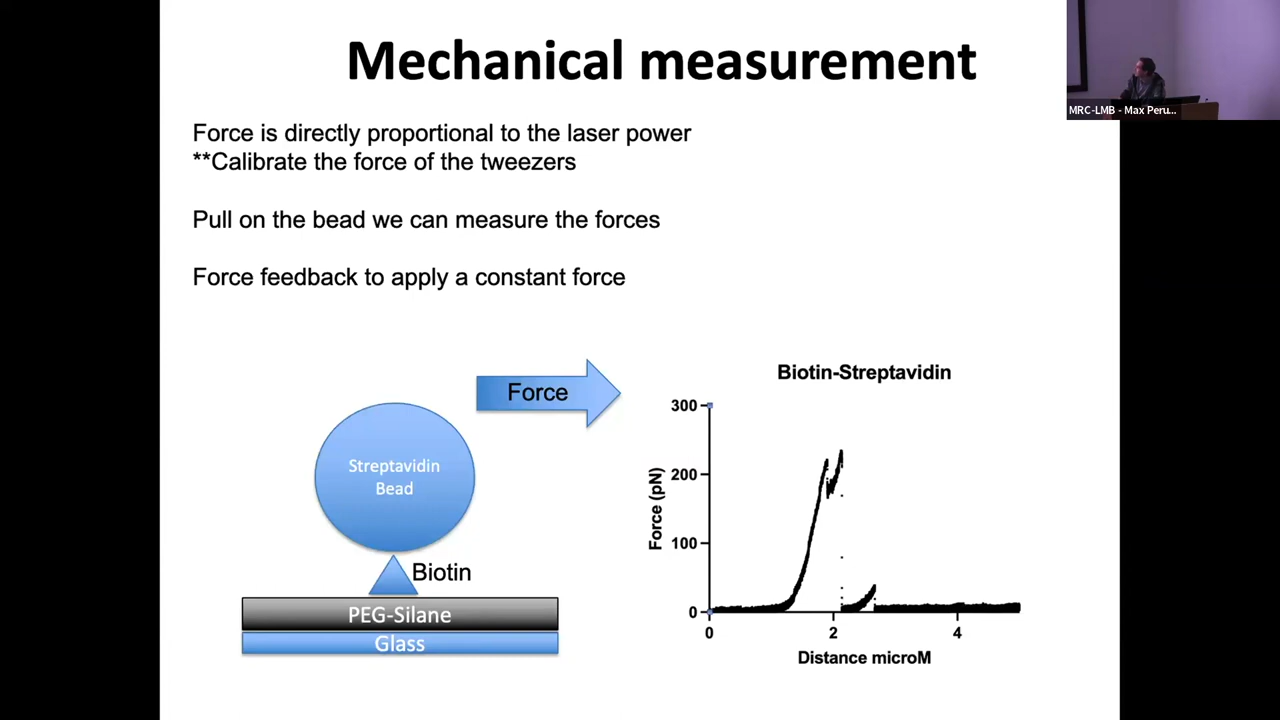 Mechanical measurement
MRC-LMB - Max Peru...
Force is directly proportional to the laser power
**Calibrate the force of the tweezers
Pull on the bead we can measure the forces
Force feedback to apply a constant force
Force
Streptavidin
Bead
Biotin
PEG-Silane
Glass
Biotin-Streptavidin
300
200
100
0
Force (pN)
0
2
4
Distance microM